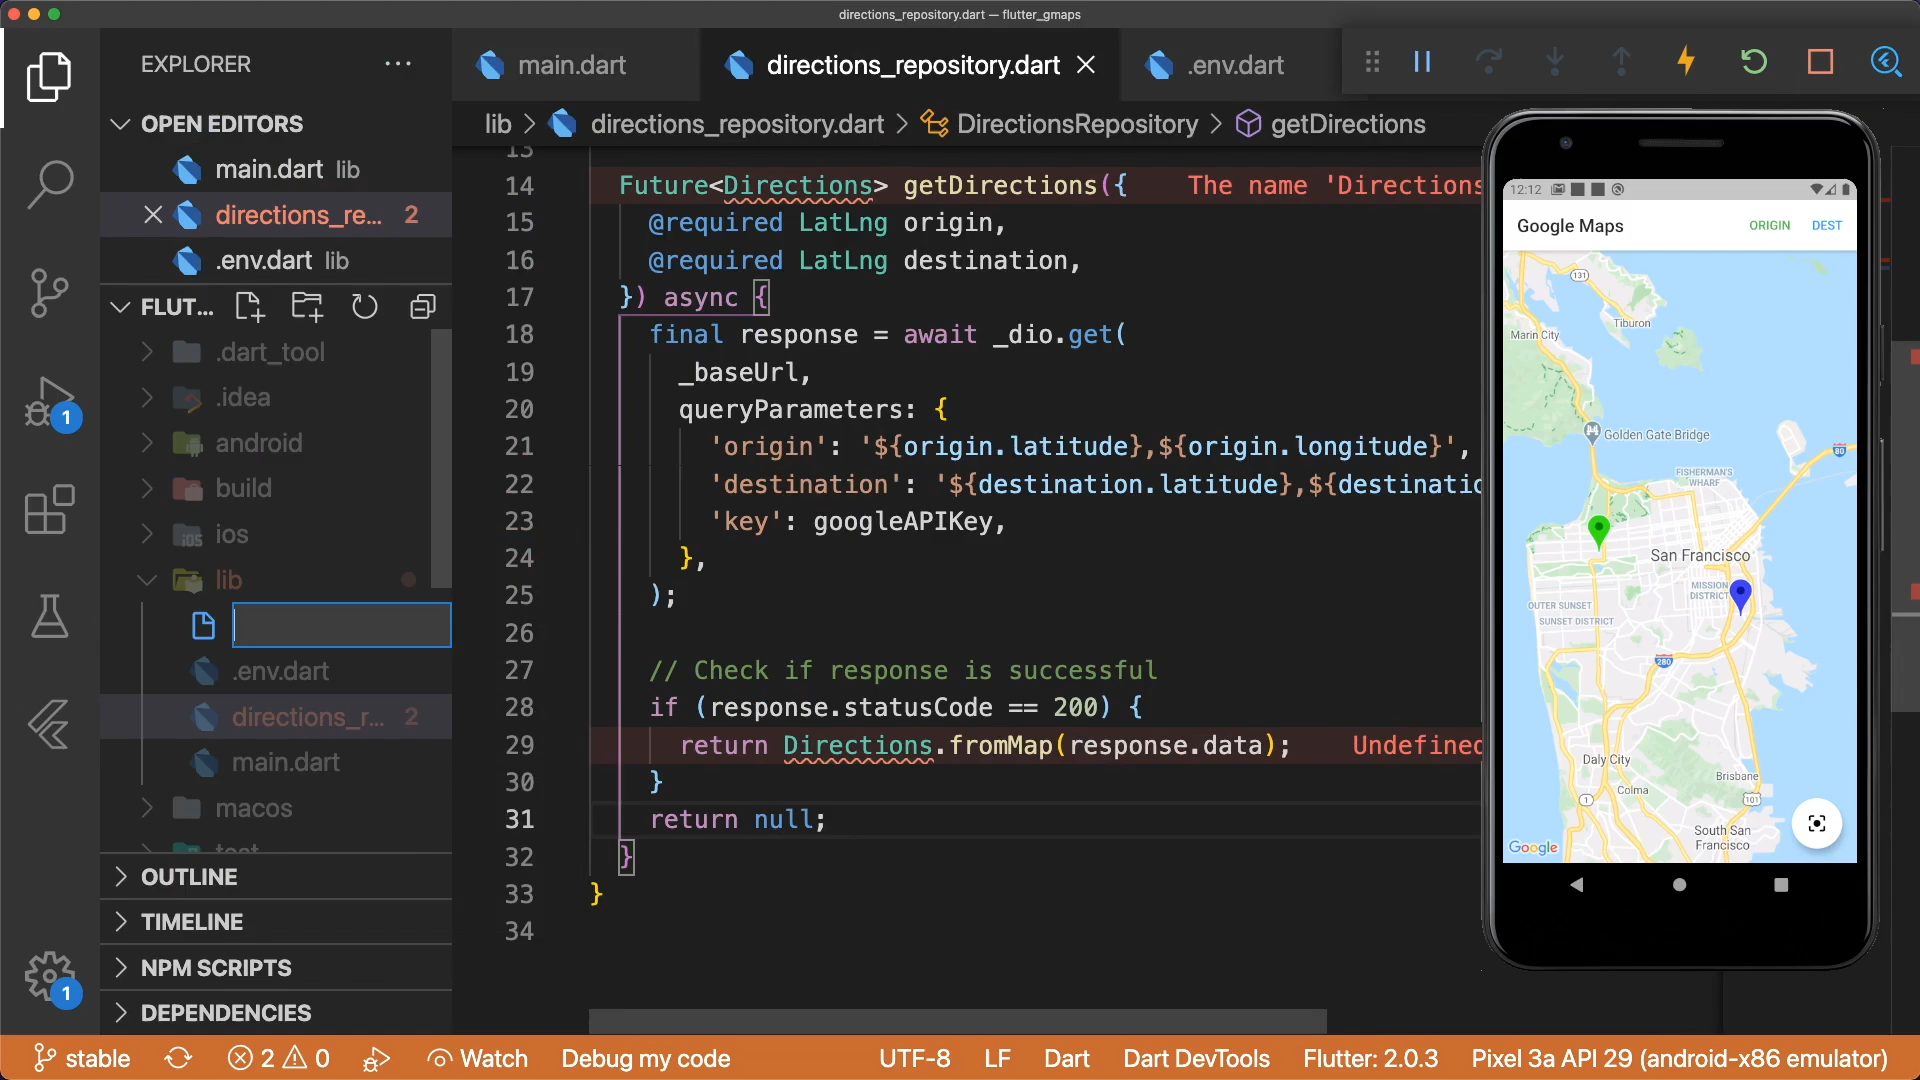 directions_repository.dart — flutter_gmaps
EXPLORER
main.dart
directions_repository.dart
.env.dart
OPEN EDITORS
main.dart lib
directions_re... 2
.env.dart lib
FLUT...
.dart_tool
.idea
android
build
ios
lib
.env.dart
directions_r... 2
main.dart
macos
OUTLINE
TIMELINE
NPM SCRIPTS
DEPENDENCIES
1
1
lib > directions_repository.dart > DirectionsRepository > getDirections
13
14 Future<Directions> getDirections({ The name 'Directions
15 @required LatLng origin,
16 @required LatLng destination,
17 }) async {
18 final response = await _dio.get(
19 _baseUrl,
20 queryParameters: {
21 'origin': '${origin.latitude},${origin.longitude}',
22 'destination': '${destination.latitude},${destinatio
23 'key': googleAPIKey,
24 },
25 );
26
27 // Check if response is successful
28 if (response.statusCode == 200) {
29 return Directions.fromMap(response.data); Undefined
30 }
31 return null;
32 }
33 }
34
12:12
Google Maps ORIGIN DEST
131
Tiburon
Marin City
Golden Gate Bridge
80
FISHERMAN'S
WHARF
San Francisco
MISSION
DISTRICT
OUTER SUNSET
SUNSET DISTRICT
280
Daly City
Brisbane
Colma
1
101
South San
Francisco
Google
stable 2 0 Watch Debug my code UTF-8 LF Dart Dart DevTools Flutter: 2.0.3 Pixel 3a API 29 (android-x86 emulator)